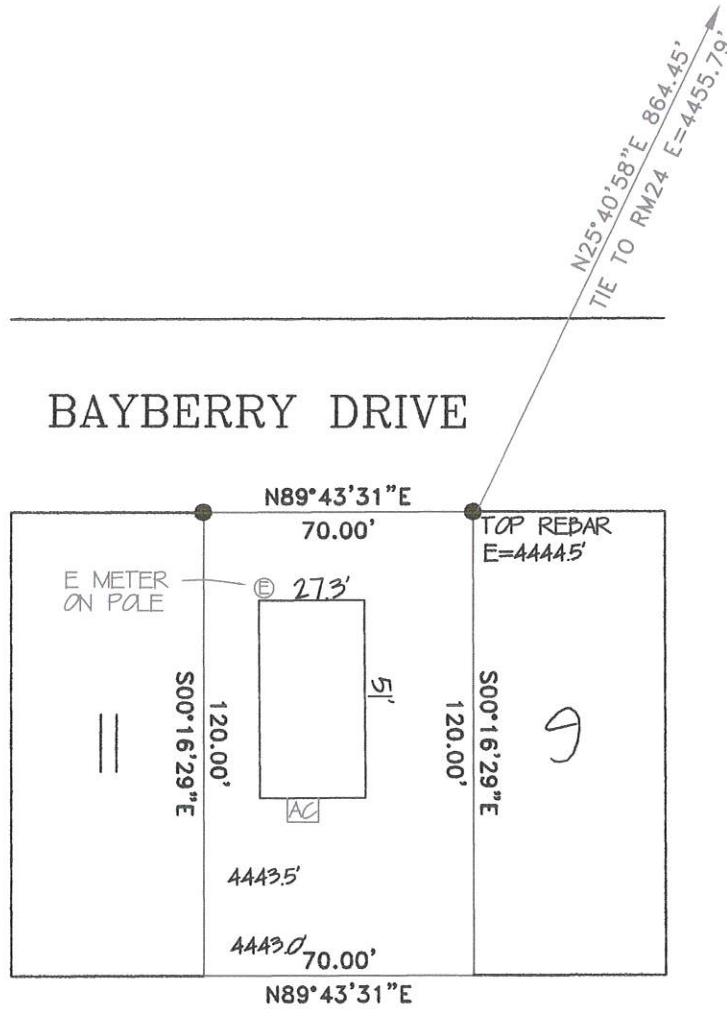 N25°40'58"E 864.45'
TIE TO RM24 E=4455.79'
BAYBERRY DRIVE
N89°43'31"E
70.00'
TOP REBAR
E=4444.5'
E METER
ON POLE
E
27.3'
51'
S00°16'29"E
120.00'
120.00'
S00°16'29"E
11
9
AC
4443.5'
4443.0'
70.00'
N89°43'31"E